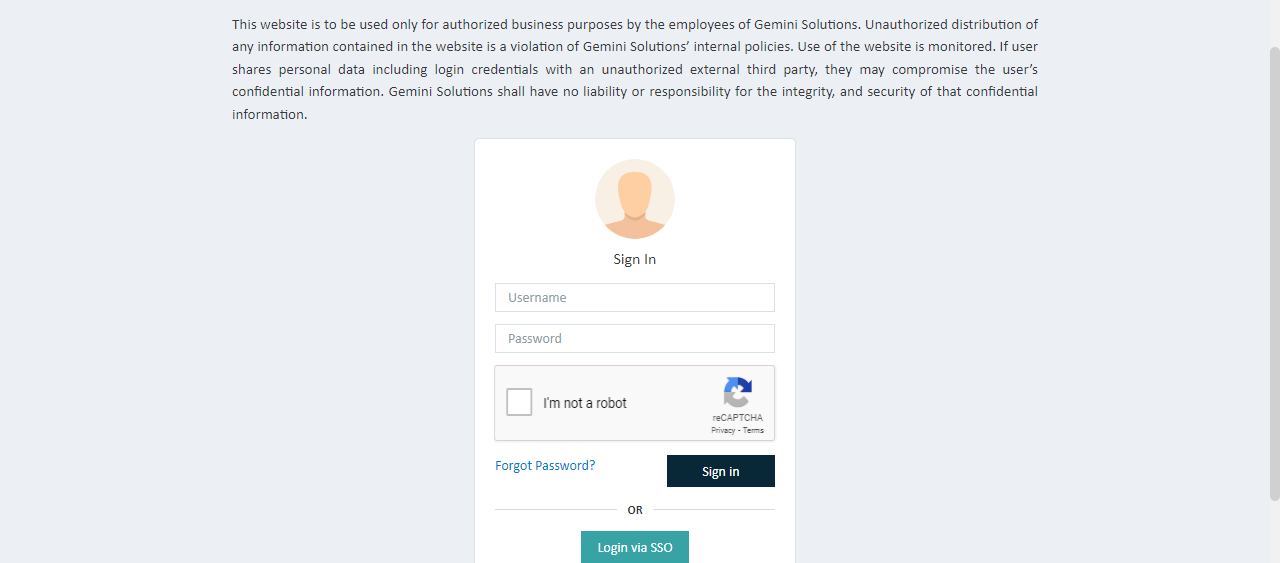 This website is to be used only for authorized business purposes by the employees of Gemini Solutions. Unauthorized distribution of
any information contained in the website is a violation of Gemini Solutions’ internal policies. Use of the website is monitored. If user
shares personal data including login credentials with an unauthorized external third party, they may compromise the user’s
confidential information. Gemini Solutions shall have no liability or responsibility for the integrity, and security of that confidential
information.
Sign In
Username
Password
I'm not a robot
reCAPTCHA
Privacy - Terms
Forgot Password?
Sign in
OR
Login via SSO